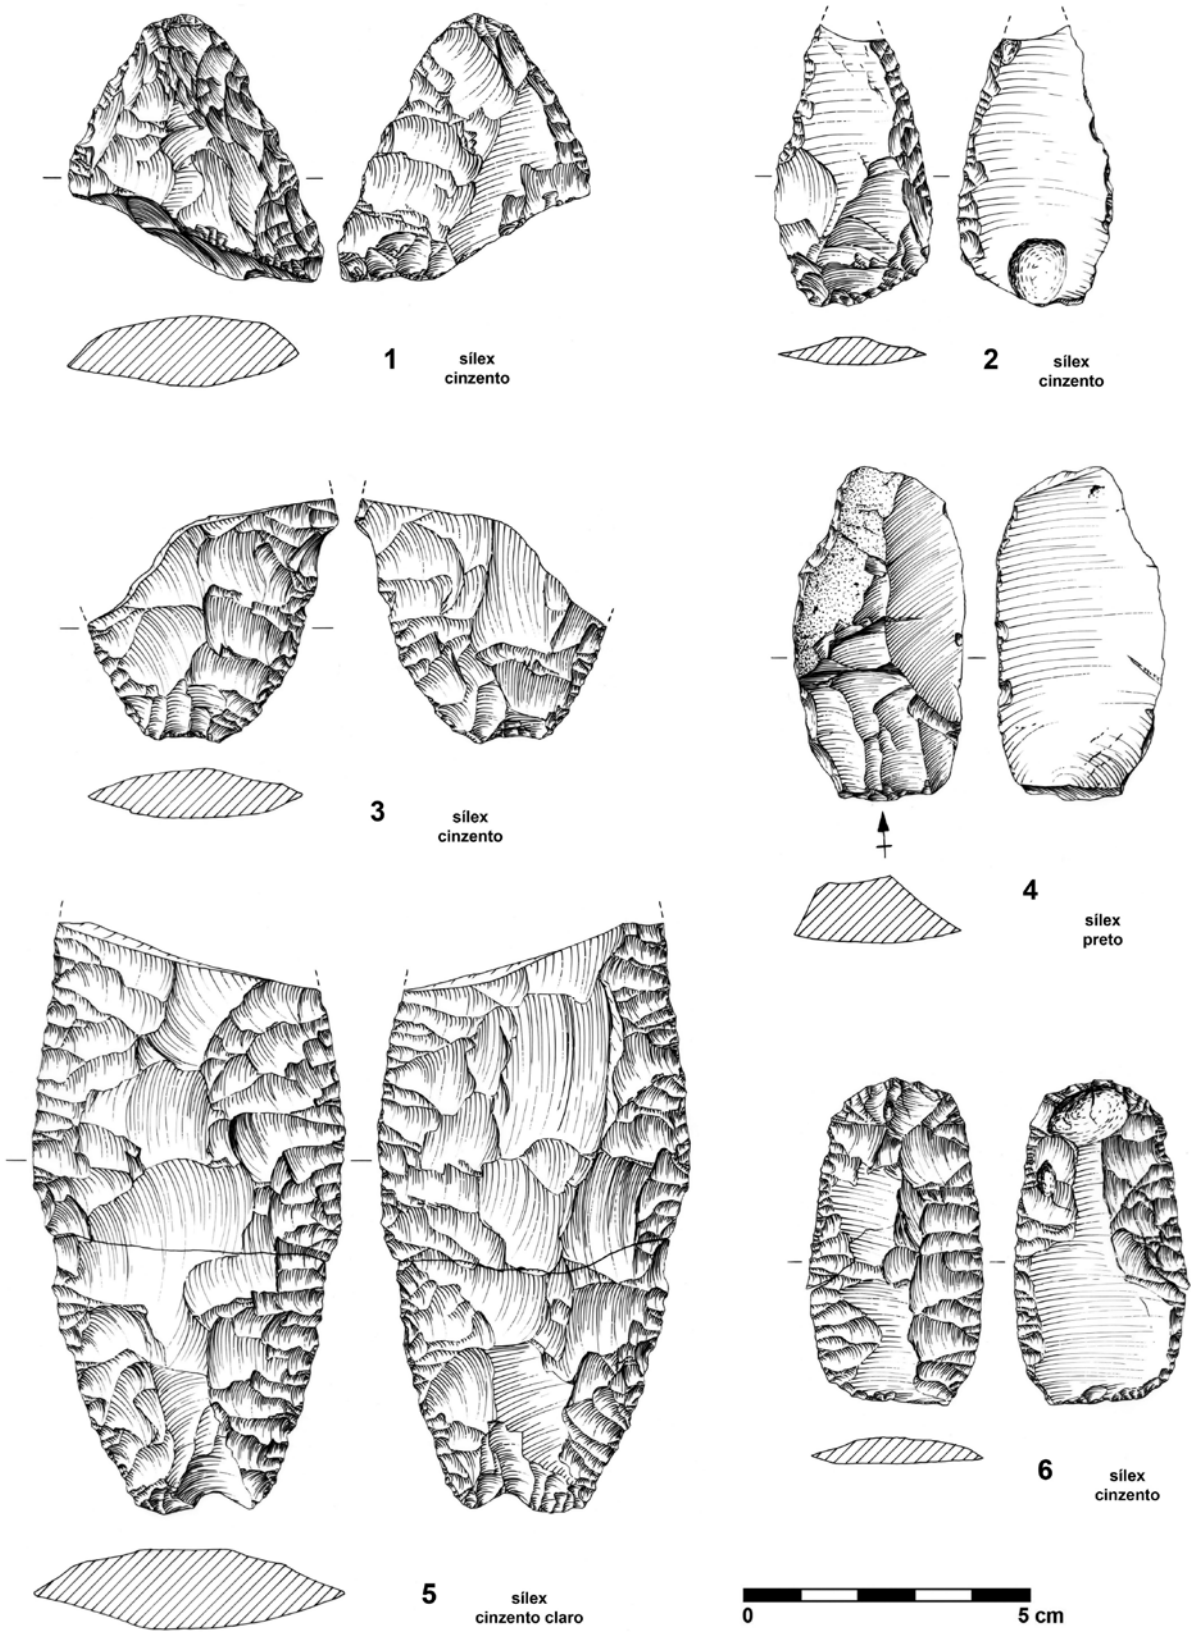 1
sílex
cinzento
2
sílex
cinzento
3
sílex
cinzento
4
sílex
preto
5
sílex
cinzento claro
6
sílex
cinzento
0
5 cm